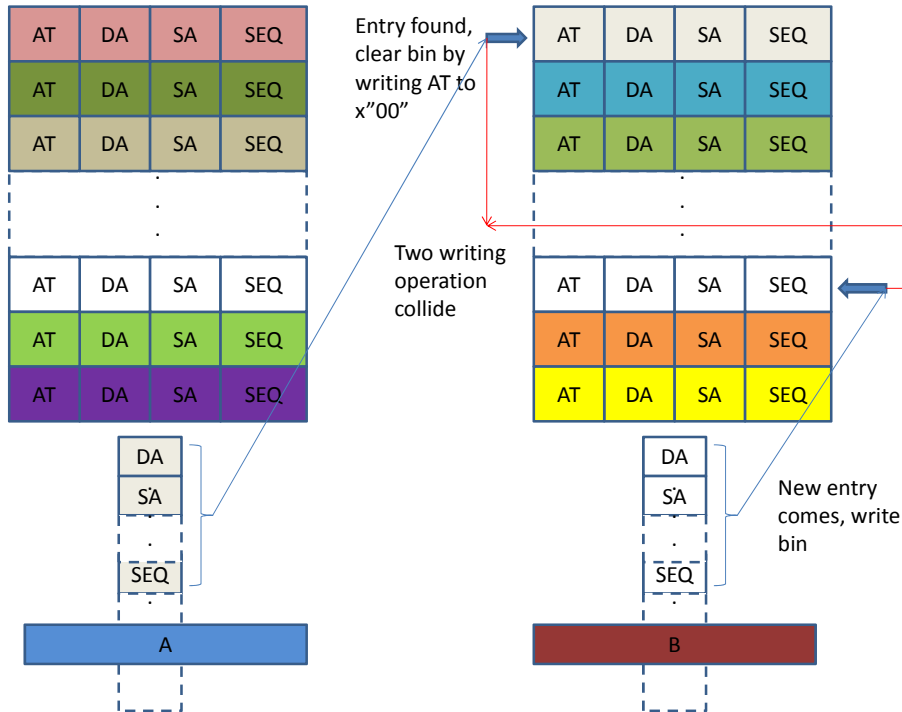 AT DA SA SEQ
AT DA SA SEQ
AT DA SA SEQ
AT DA SA SEQ
AT DA SA SEQ
AT DA SA SEQ
Entry found,
clear bin by
writing AT to
x”00”
AT DA SA SEQ
AT DA SA SEQ
AT DA SA SEQ
Two writing
operation
collide
AT DA SA SEQ
AT DA SA SEQ
AT DA SA SEQ
DA
SA
SEQ
A
DA
SA
SEQ
B
New entry
comes, write
bin